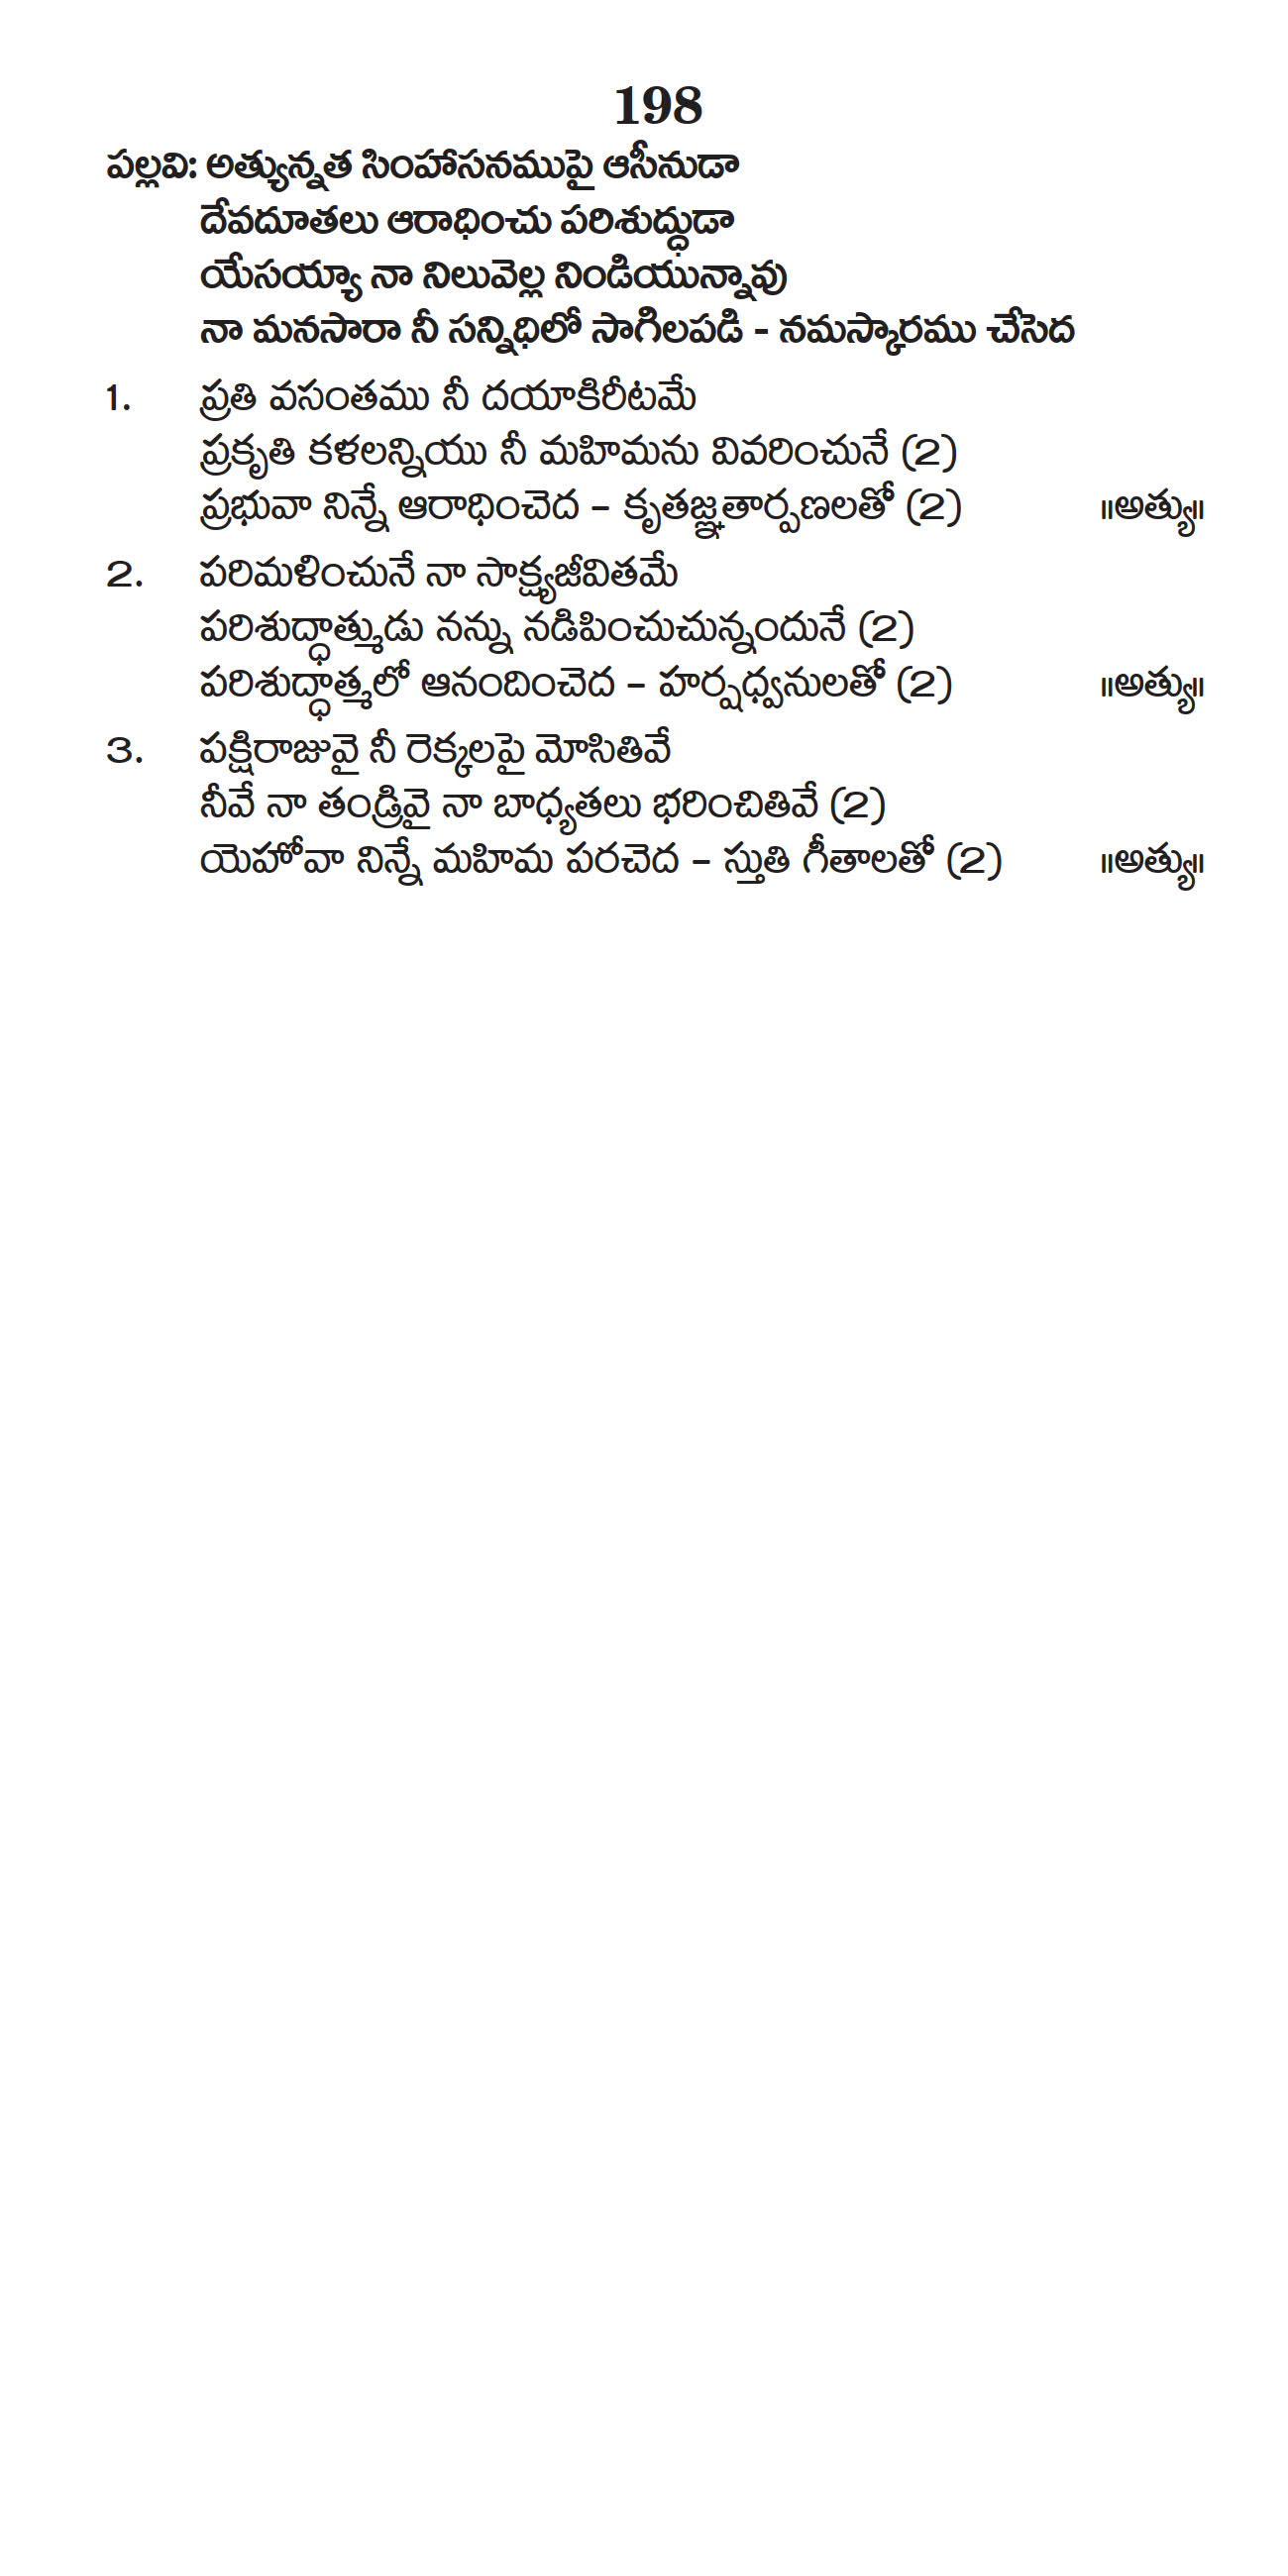 198
పల్లవి: అత్యున్నత సింహాసనముపై ఆసీనుడా
దేవదూతలు ఆరాధించు పరిశుద్ధుడా
యేసయ్యా నా నిలువెల్ల నిండియున్నావు
నా మనసారా నీ సన్నిధిలో సాగిలపడి - నమస్కారము చేసెద
1. ప్రతి వసంతము నీ దయాకిరీటమే
ప్రకృతి కళలన్నియు నీ మహిమను వివరించునే (2)
ప్రభువా నిన్నే ఆరాధించెద – కృతజ్ఞతార్పణలతో (2) ॥అత్యు॥
2. పరిమళించునే నా సాక్ష్యజీవితమే
పరిశుద్ధాత్ముడు నన్ను నడిపించుచున్నందునే (2)
పరిశుద్ధాత్మలో ఆనందించెద – హర్షధ్వనులతో (2) ॥అత్యు॥
3. పక్షిరాజువై నీ రెక్కలపై మోసితివే
నీవే నా తండ్రివై నా బాధ్యతలు భరించితివే (2)
యెహోవా నిన్నే మహిమ పరచెద – స్తుతి గీతాలతో (2) ॥అత్యు॥